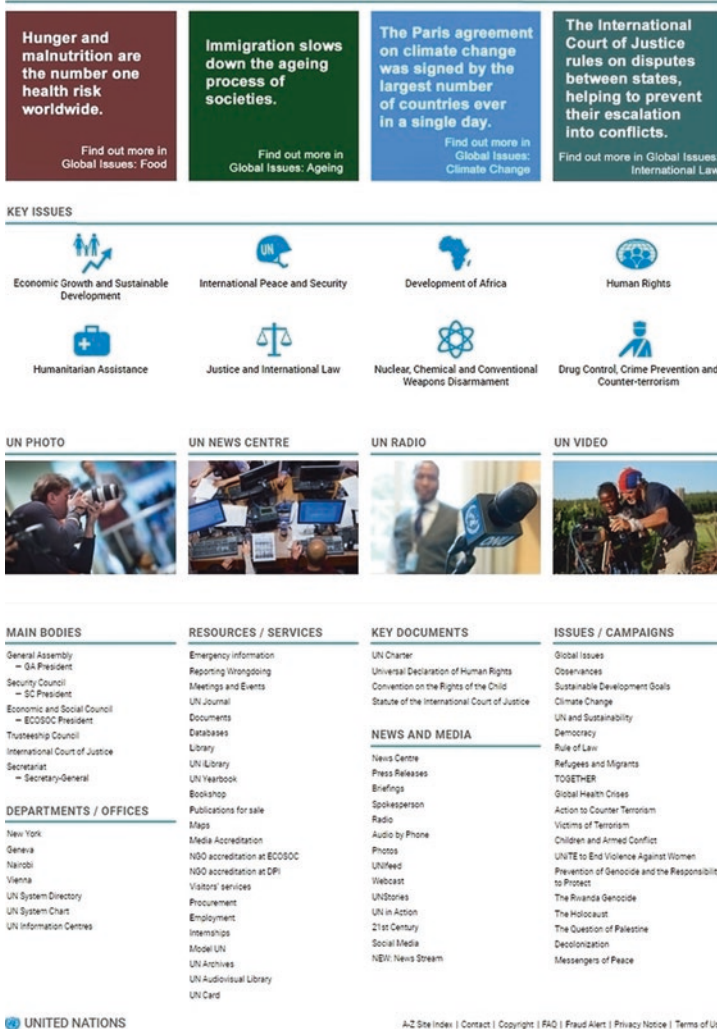 Hunger and
malnutrition are
the number one
health risk
worldwide.
Find out more in
Global Issues: Food
Immigration slows
down the ageing
process of
societies.
Find out more in
Global Issues: Ageing
The Paris agreement
on climate change
was signed by the
largest number
of countries ever
in a single day.
Find out more in
Global Issues:
Climate Change
The International
Court of Justice
rules on disputes
between states,
helping to prevent
their escalation
into conflicts.
Find out more in Global Issues
International Law
KEY ISSUES
Economic Growth and Sustainable
Development
UN
International Peace and Security
Development of Africa
Human Rights
Humanitarian Assistance
Justice and International Law
Nuclear, Chemical and Conventional
Weapons Disarmament
Drug Control, Crime Prevention and
Counter-terrorism
UN PHOTO
UN NEWS CENTRE
UN RADIO
UN VIDEO
ONU
MAIN BODIES
General Assembly
– GA President
Security Council
– SC President
Economic and Social Council
– ECOSOC President
Trusteeship Council
International Court of Justice
Secretariat
– Secretary-General
DEPARTMENTS / OFFICES
New York
Geneva
Nairobi
Vienna
UN System Directory
UN System Chart
UN Information Centres
RESOURCES / SERVICES
Emergency information
Reporting Wrongdoing
Meetings and Events
UN Journal
Documents
Databases
Library
UN iLibrary
UN Yearbook
Bookshop
Publications for sale
Maps
Media Accreditation
NGO accreditation at ECOSOC
NGO accreditation at DPI
Visitors' services
Procurement
Employment
Internships
Model UN
UN Archives
UN Audiovisual Library
UN Card
KEY DOCUMENTS
UN Charter
Universal Declaration of Human Rights
Convention on the Rights of the Child
Statute of the International Court of Justice
NEWS AND MEDIA
News Centre
Press Releases
Briefings
Spokesperson
Radio
Audio by Phone
Photos
UNifeed
Webcast
UNStories
UN in Action
21st Century
Social Media
NEW: News Stream
ISSUES / CAMPAIGNS
Global Issues
Observances
Sustainable Development Goals
Climate Change
UN and Sustainability
Democracy
Rule of Law
Refugees and Migrants
TOGETHER
Global Health Crises
Action to Counter Terrorism
Victims of Terrorism
Children and Armed Conflict
UNiTE to End Violence Against Women
Prevention of Genocide and the Responsibilit
to Protect
The Rwanda Genocide
The Holocaust
The Question of Palestine
Decolonization
Messengers of Peace
UNITED NATIONS
A-Z Site Index | Contact | Copyright | FAQ | Fraud Alert | Privacy Notice | Terms of Us